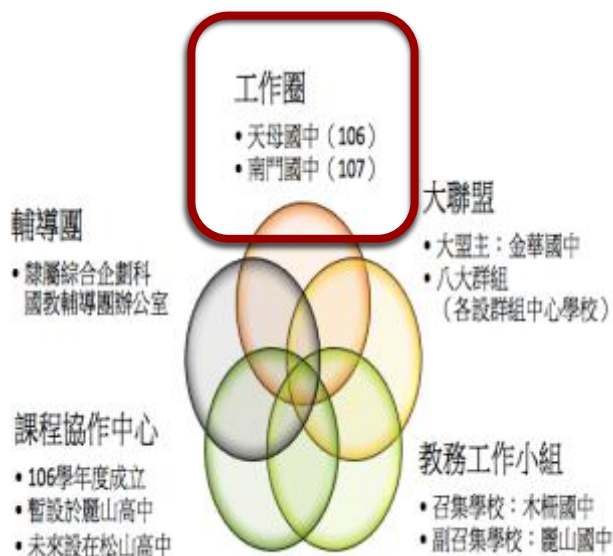 工作圈
• 天母國中（106）
• 南門國中（107）
大聯盟
• 大盟主：金華國中
• 八大群組
（各設群組中心學校）
輔導團
• 隸屬綜合企劃科
國教輔導團辦公室
課程協作中心
• 106學年度成立
• 暫設於麗山高中
• 未來設在松山高中
教務工作小組
• 召集學校：木柵國中
• 副召集學校：麗山國中